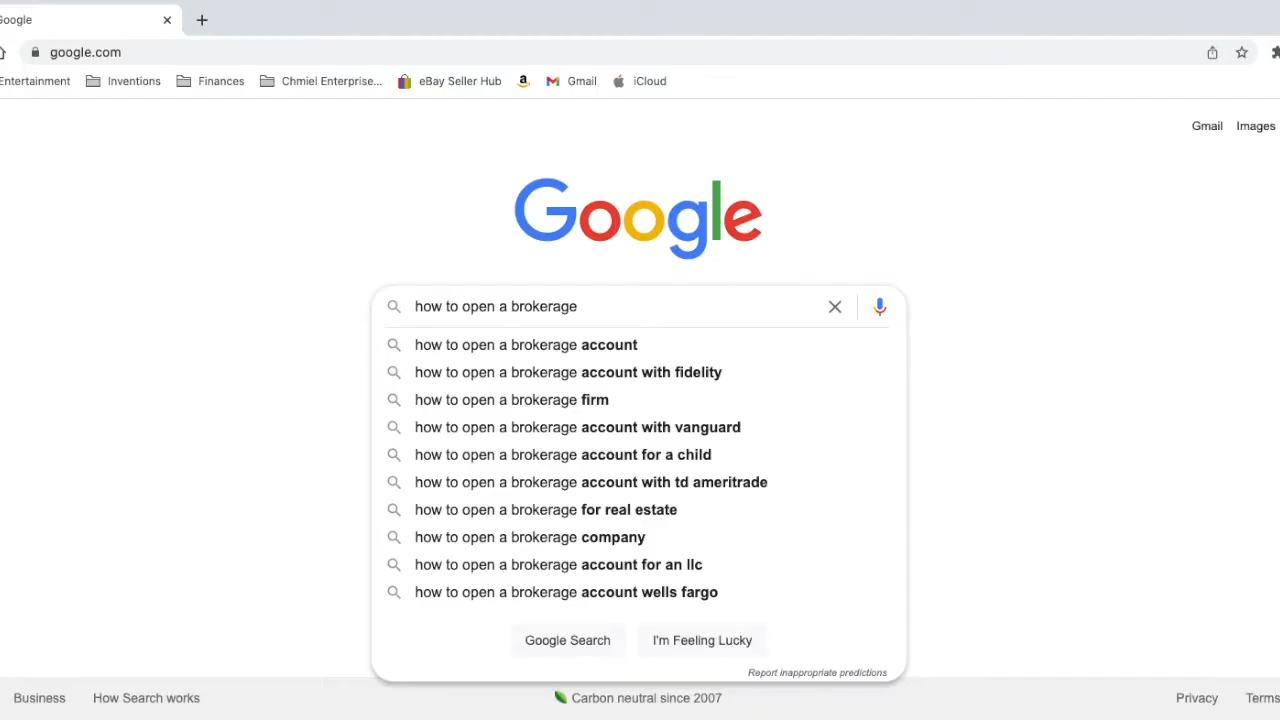 Google
google.com
Entertainment Inventions Finances Chmiel Enterprise... eBay Seller Hub Gmail iCloud
Gmail Images
Google
how to open a brokerage
how to open a brokerage account
how to open a brokerage account with fidelity
how to open a brokerage firm
how to open a brokerage account with vanguard
how to open a brokerage account for a child
how to open a brokerage account with td ameritrade
how to open a brokerage for real estate
how to open a brokerage company
how to open a brokerage account for an llc
how to open a brokerage account wells fargo
Google Search I'm Feeling Lucky
Report inappropriate predictions
Business How Search works Carbon neutral since 2007 Privacy Terms